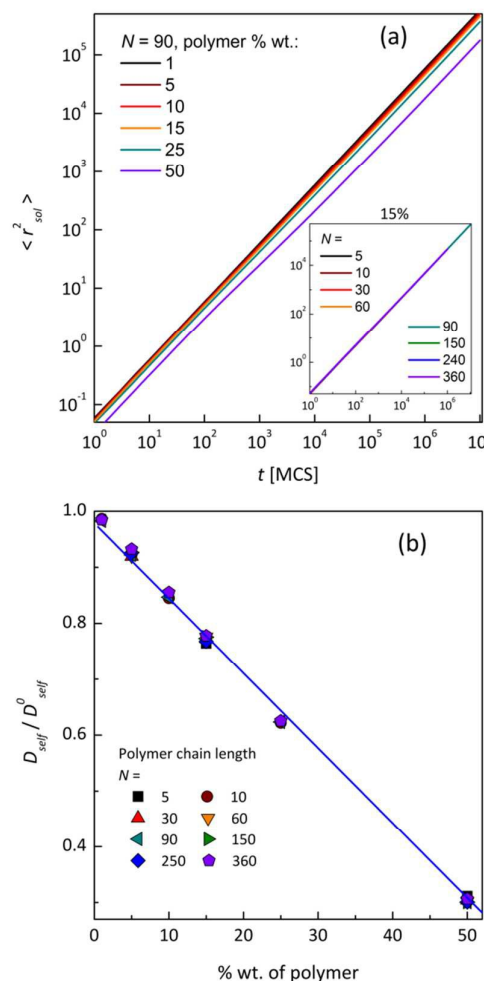 (a)
N = 90, polymer % wt.:
1
5
10
15
25
50
10⁵
10⁴
10³
10²
10¹
10⁰
10⁻¹
< r²sol >
10⁰ 10¹ 10² 10³ 10⁴ 10⁵ 10⁶ 10⁷
t [MCS]
15%
N =
5
10
30
60
90
150
240
360
10⁴
10²
10⁰
10⁰ 10² 10⁴ 10⁶
(b)
1.0
0.8
0.6
0.4
Dself / D⁰self
Polymer chain length
N =
5 10
30 60
90 150
250 360
0 10 20 30 40 50
% wt. of polymer